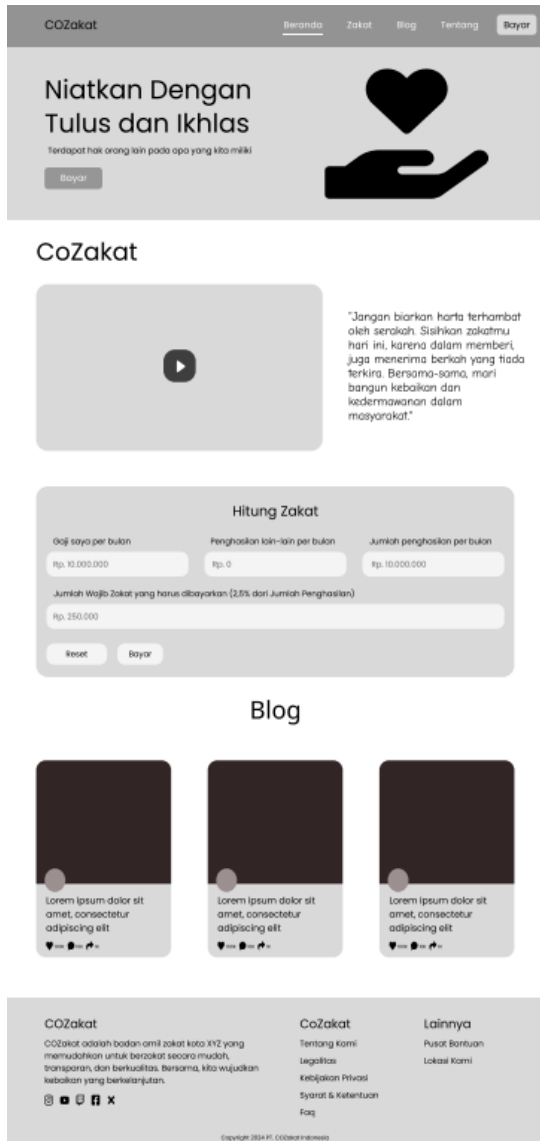 COZakat
Beranda Zakat Blog Tentang Bayar
Niatkan Dengan
Tulus dan Ikhlas
Terdapat hak orang lain pada apa yang kita miliki
Bayar
CoZakat
"Jangan biarkan harta terhambat
oleh serakah. Sisihkan zakatmu
hari ini, karena dalam memberi,
juga menerima berkah yang tiada
terkira. Bersama-sama, mari
bangun kebaikan dan
kedermawanan dalam
masyarakat."
Hitung Zakat
Gaji saya per bulan
Rp. 10.000.000
Penghasilan lain-lain per bulan
Rp. 0
Jumlah penghasilan per bulan
Rp. 10.000.000
Jumlah Wajib Zakat yang harus dibayarkan (2,5% dari Jumlah Penghasilan)
Rp. 250.000
Reset Bayar
Blog
Lorem ipsum dolor sit
amet, consectetur
adipiscing elit
Lorem ipsum dolor sit
amet, consectetur
adipiscing elit
Lorem ipsum dolor sit
amet, consectetur
adipiscing elit
COZakat
COZakat adalah badan amil zakat kota XYZ yang
memudahkan untuk berzakat secara mudah,
transparan, dan berkualitas. Bersama, kita wujudkan
kebaikan yang berkelanjutan.
CoZakat
Tentang Kami
Legalitas
Kebijakan Privasi
Syarat & Ketentuan
Faq
Lainnya
Pusat Bantuan
Lokasi Kami
Copyright 2024 PT. COZakat Indonesia